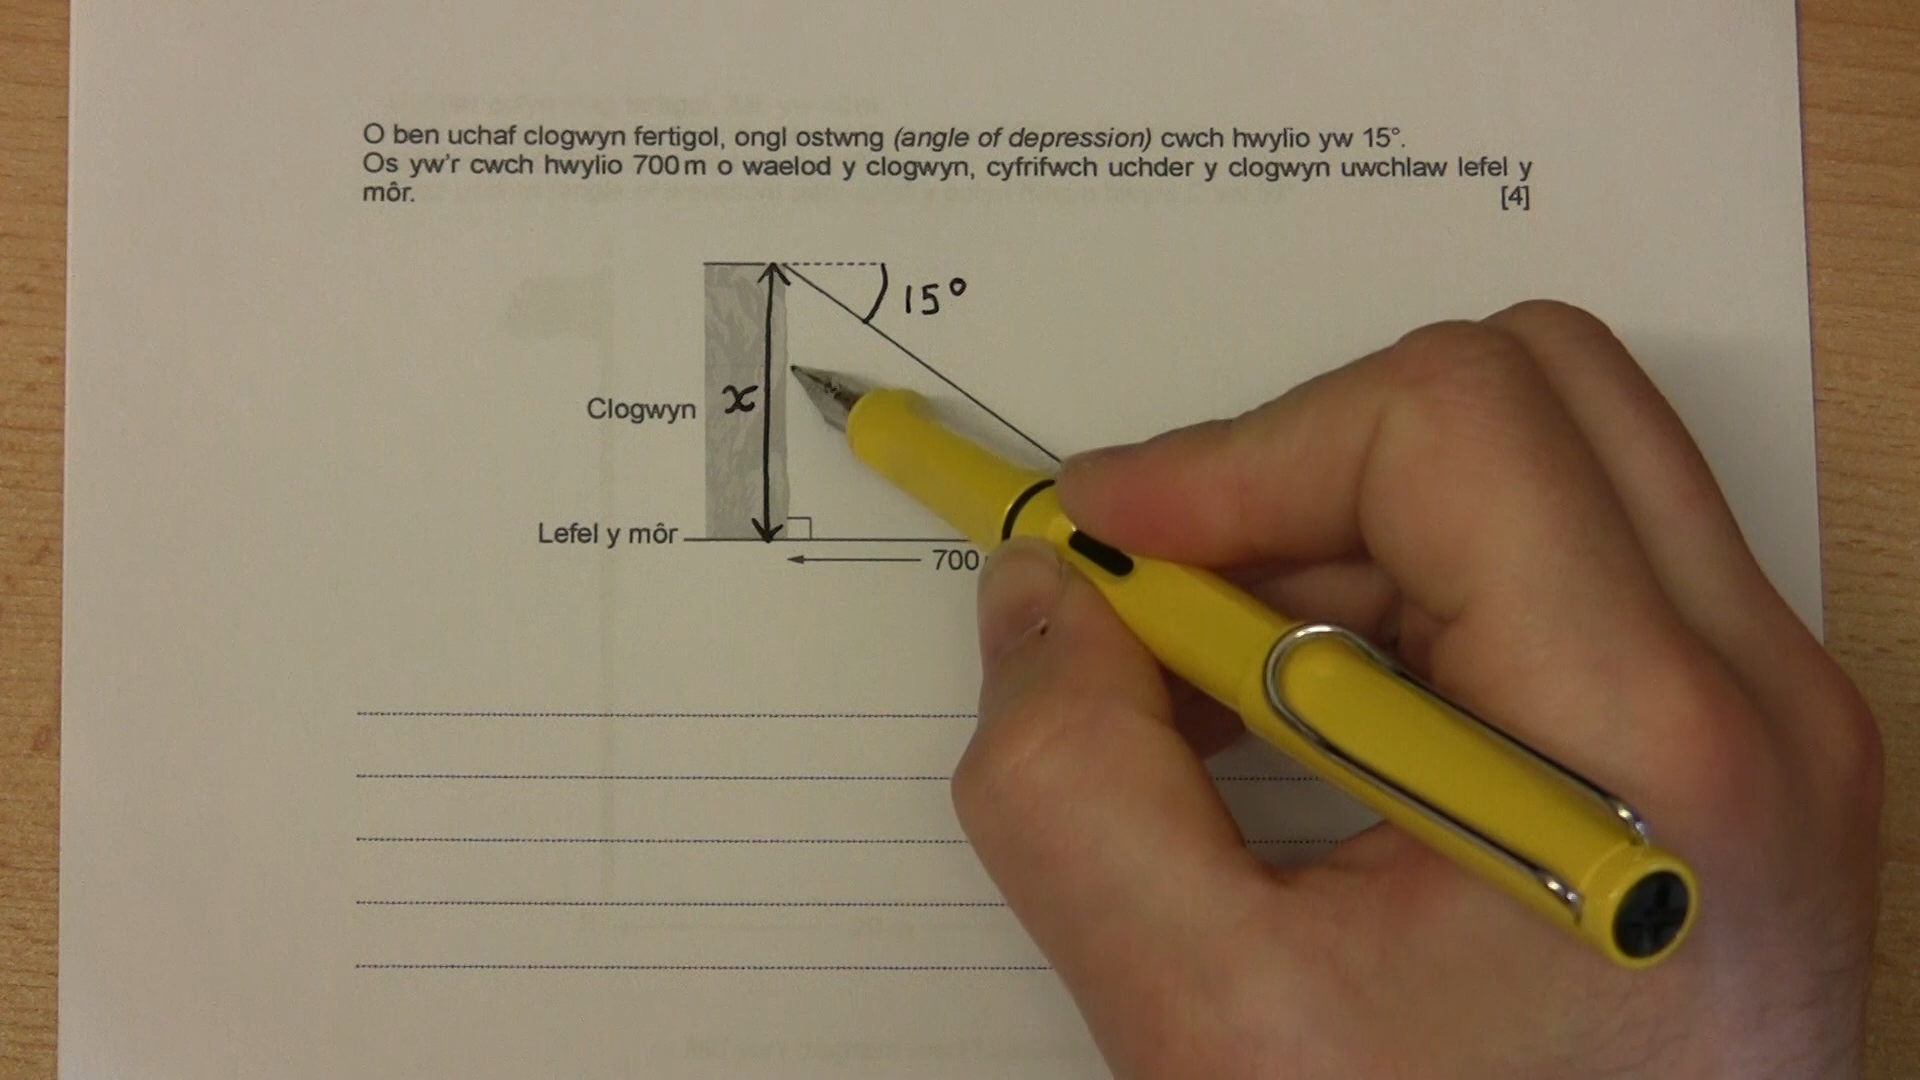 O ben uchaf clogwyn fertigol, ongl ostwng (angle of depression) cwch hwylio yw 15°.
Os yw'r cwch hwylio 700 m o waelod y clogwyn, cyfrifwch uchder y clogwyn uwchlaw lefel y
môr. [4]
15°
x
Clogwyn
Lefel y môr
700